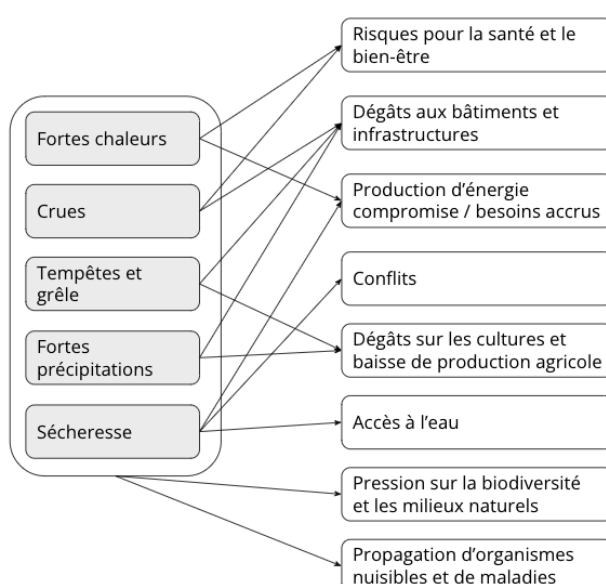 Fortes chaleurs
Crues
Tempêtes et
grêle
Fortes
précipitations
Sécheresse
Risques pour la santé et le
bien-être
Dégâts aux bâtiments et
infrastructures
Production d’énergie
compromise / besoins accrus
Conflits
Dégâts sur les cultures et
baisse de production agricole
Accès à l’eau
Pression sur la biodiversité
et les milieux naturels
Propagation d’organismes
nuisibles et de maladies